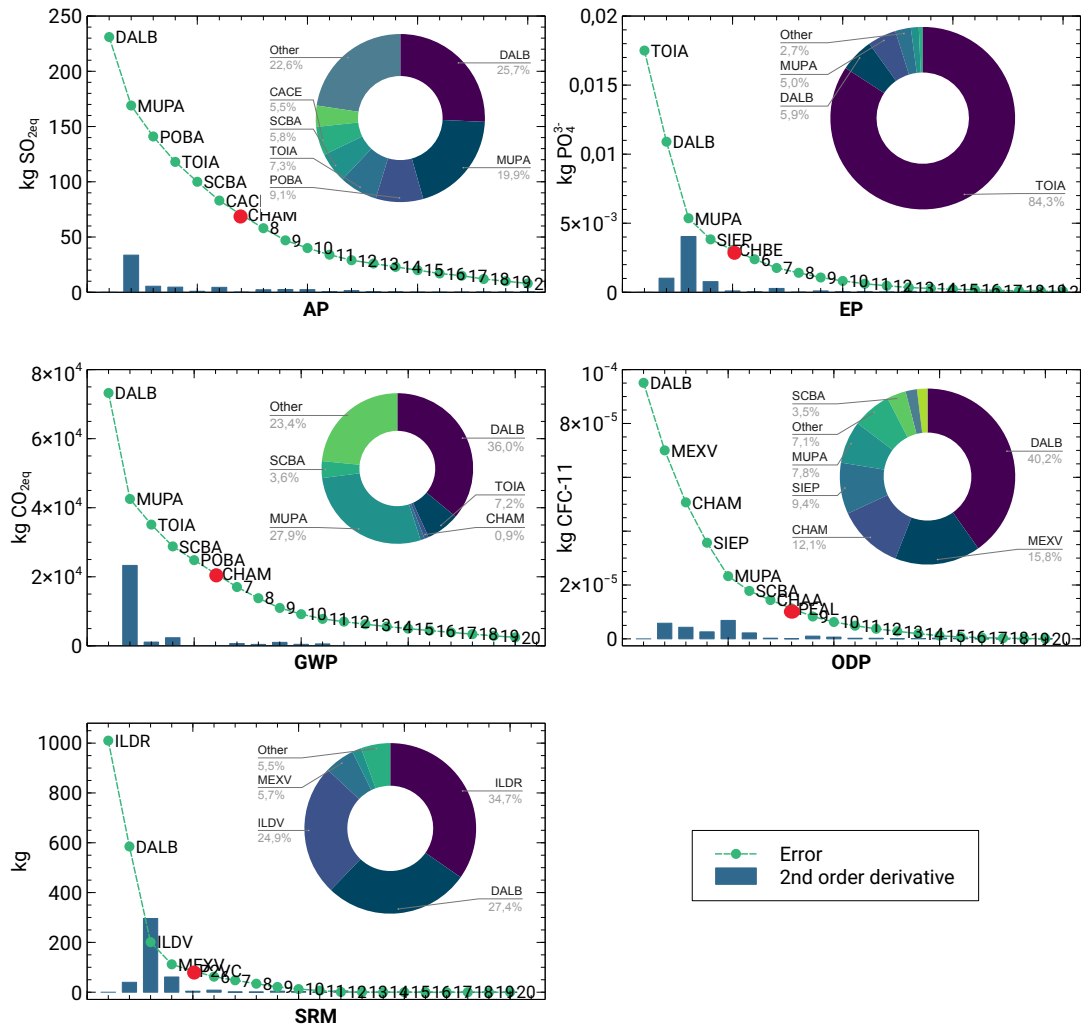 250
200
150
100
50
0
kg SO2eq
DALB
MUPA
POBA
TOIA
SCBA
CACI
CHAM
8
9
10
11
12
13
14
15
16
17
18
19
2
AP
Other
22,6%
CACE
5,5%
SCBA
5,8%
TOIA
7,3%
POBA
9,1%
DALB
25,7%
MUPA
19,9%
0,02
0,015
0,01
5×10⁻³
0
kg PO₄³⁻
TOIA
DALB
MUPA
SIEP
CHBE
6
7
8
9
10
11
12
13
14
15
16
17
18
19
EP
Other
2,7%
MUPA
5,0%
DALB
5,9%
TOIA
84,3%
8×10⁴
6×10⁴
4×10⁴
2×10⁴
0
kg CO2eq
DALB
MUPA
TOIA
SCBA
POBA
CHAM
7
8
9
10
11
12
13
14
15
16
17
18
19
20
GWP
Other
23,4%
SCBA
3,6%
MUPA
27,9%
DALB
36,0%
TOIA
7,2%
CHAM
0,9%
10⁻⁴
8×10⁻⁵
2×10⁻⁵
0
kg CFC-11
DALB
MEXV
CHAM
SIEP
MUPA
SCBA
CHAA
PEAL
9
10
11
12
13
14
15
16
17
18
19
20
ODP
SCBA
3,5%
Other
7,1%
MUPA
7,8%
SIEP
9,4%
CHAM
12,1%
DALB
40,2%
MEXV
15,8%
1000
800
600
400
200
0
kg
ILDR
DALB
ILDV
MEXV
P2VC
6
7
8
9
10
11
12
13
14
15
16
17
18
19
20
SRM
Other
5,5%
MEXV
5,7%
ILDV
24,9%
ILDR
34,7%
DALB
27,4%
Error
2nd order derivative